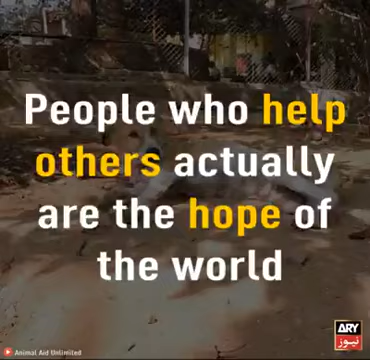 People who help
others actually
are the hope of
the world
Animal Aid Unlimited
ARY
نیوز